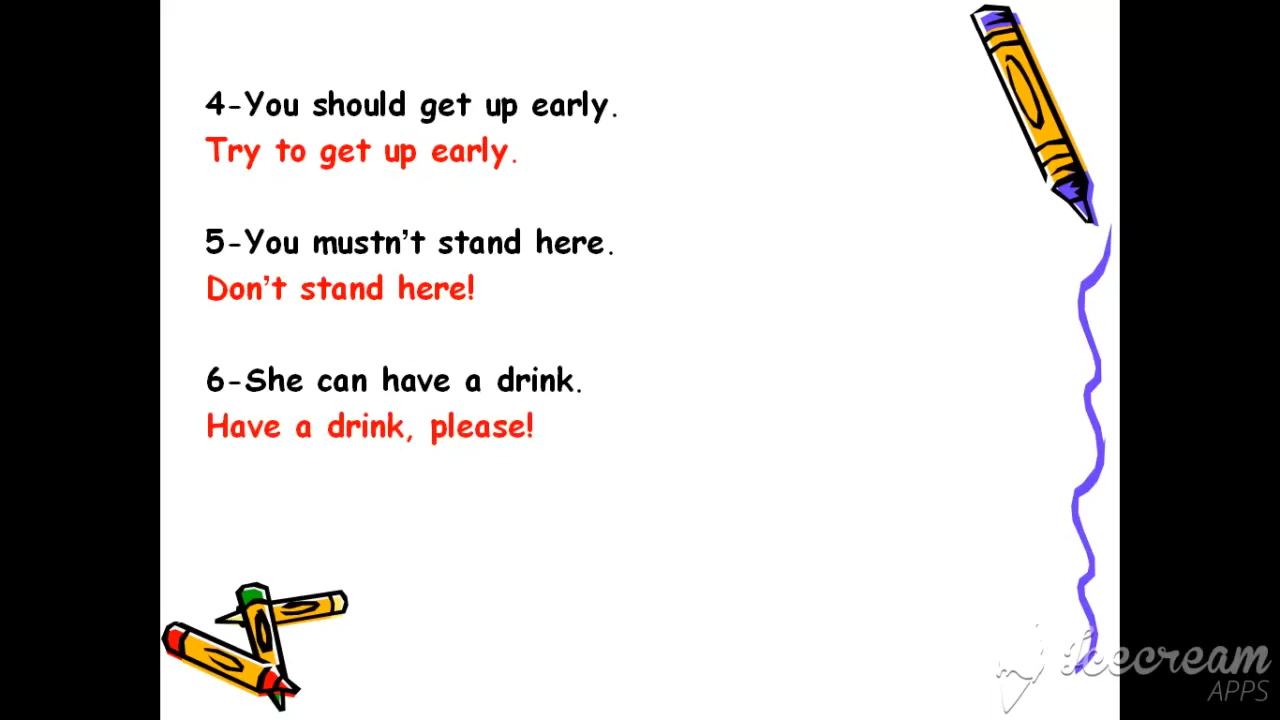 4-You should get up early.
Try to get up early.
5-You mustn’t stand here.
Don’t stand here!
6-She can have a drink.
Have a drink, please!
Icecream
APPS